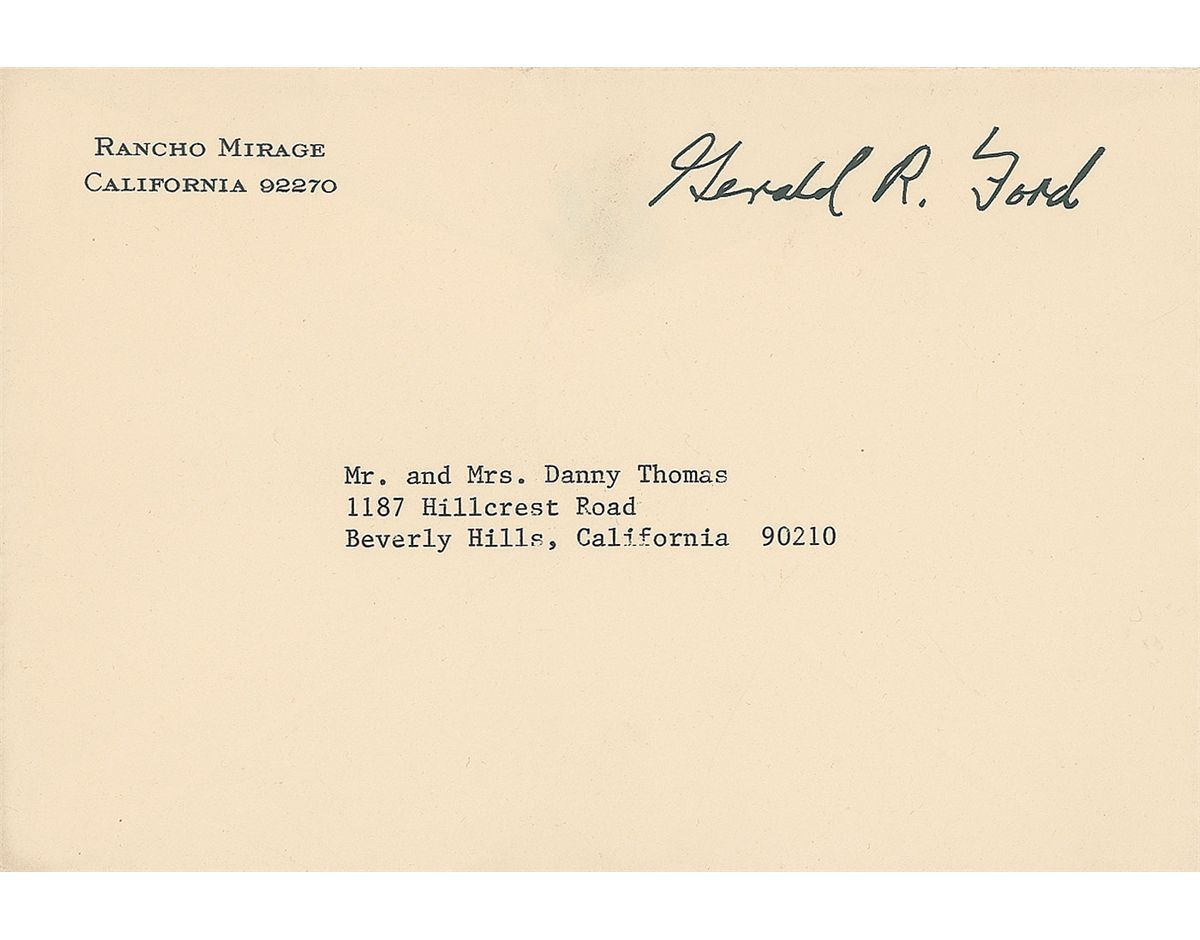 RANCHO MIRAGE
CALIFORNIA 92270
Gerald R. Ford
Mr. and Mrs. Danny Thomas
1187 Hillcrest Road
Beverly Hills, California  90210